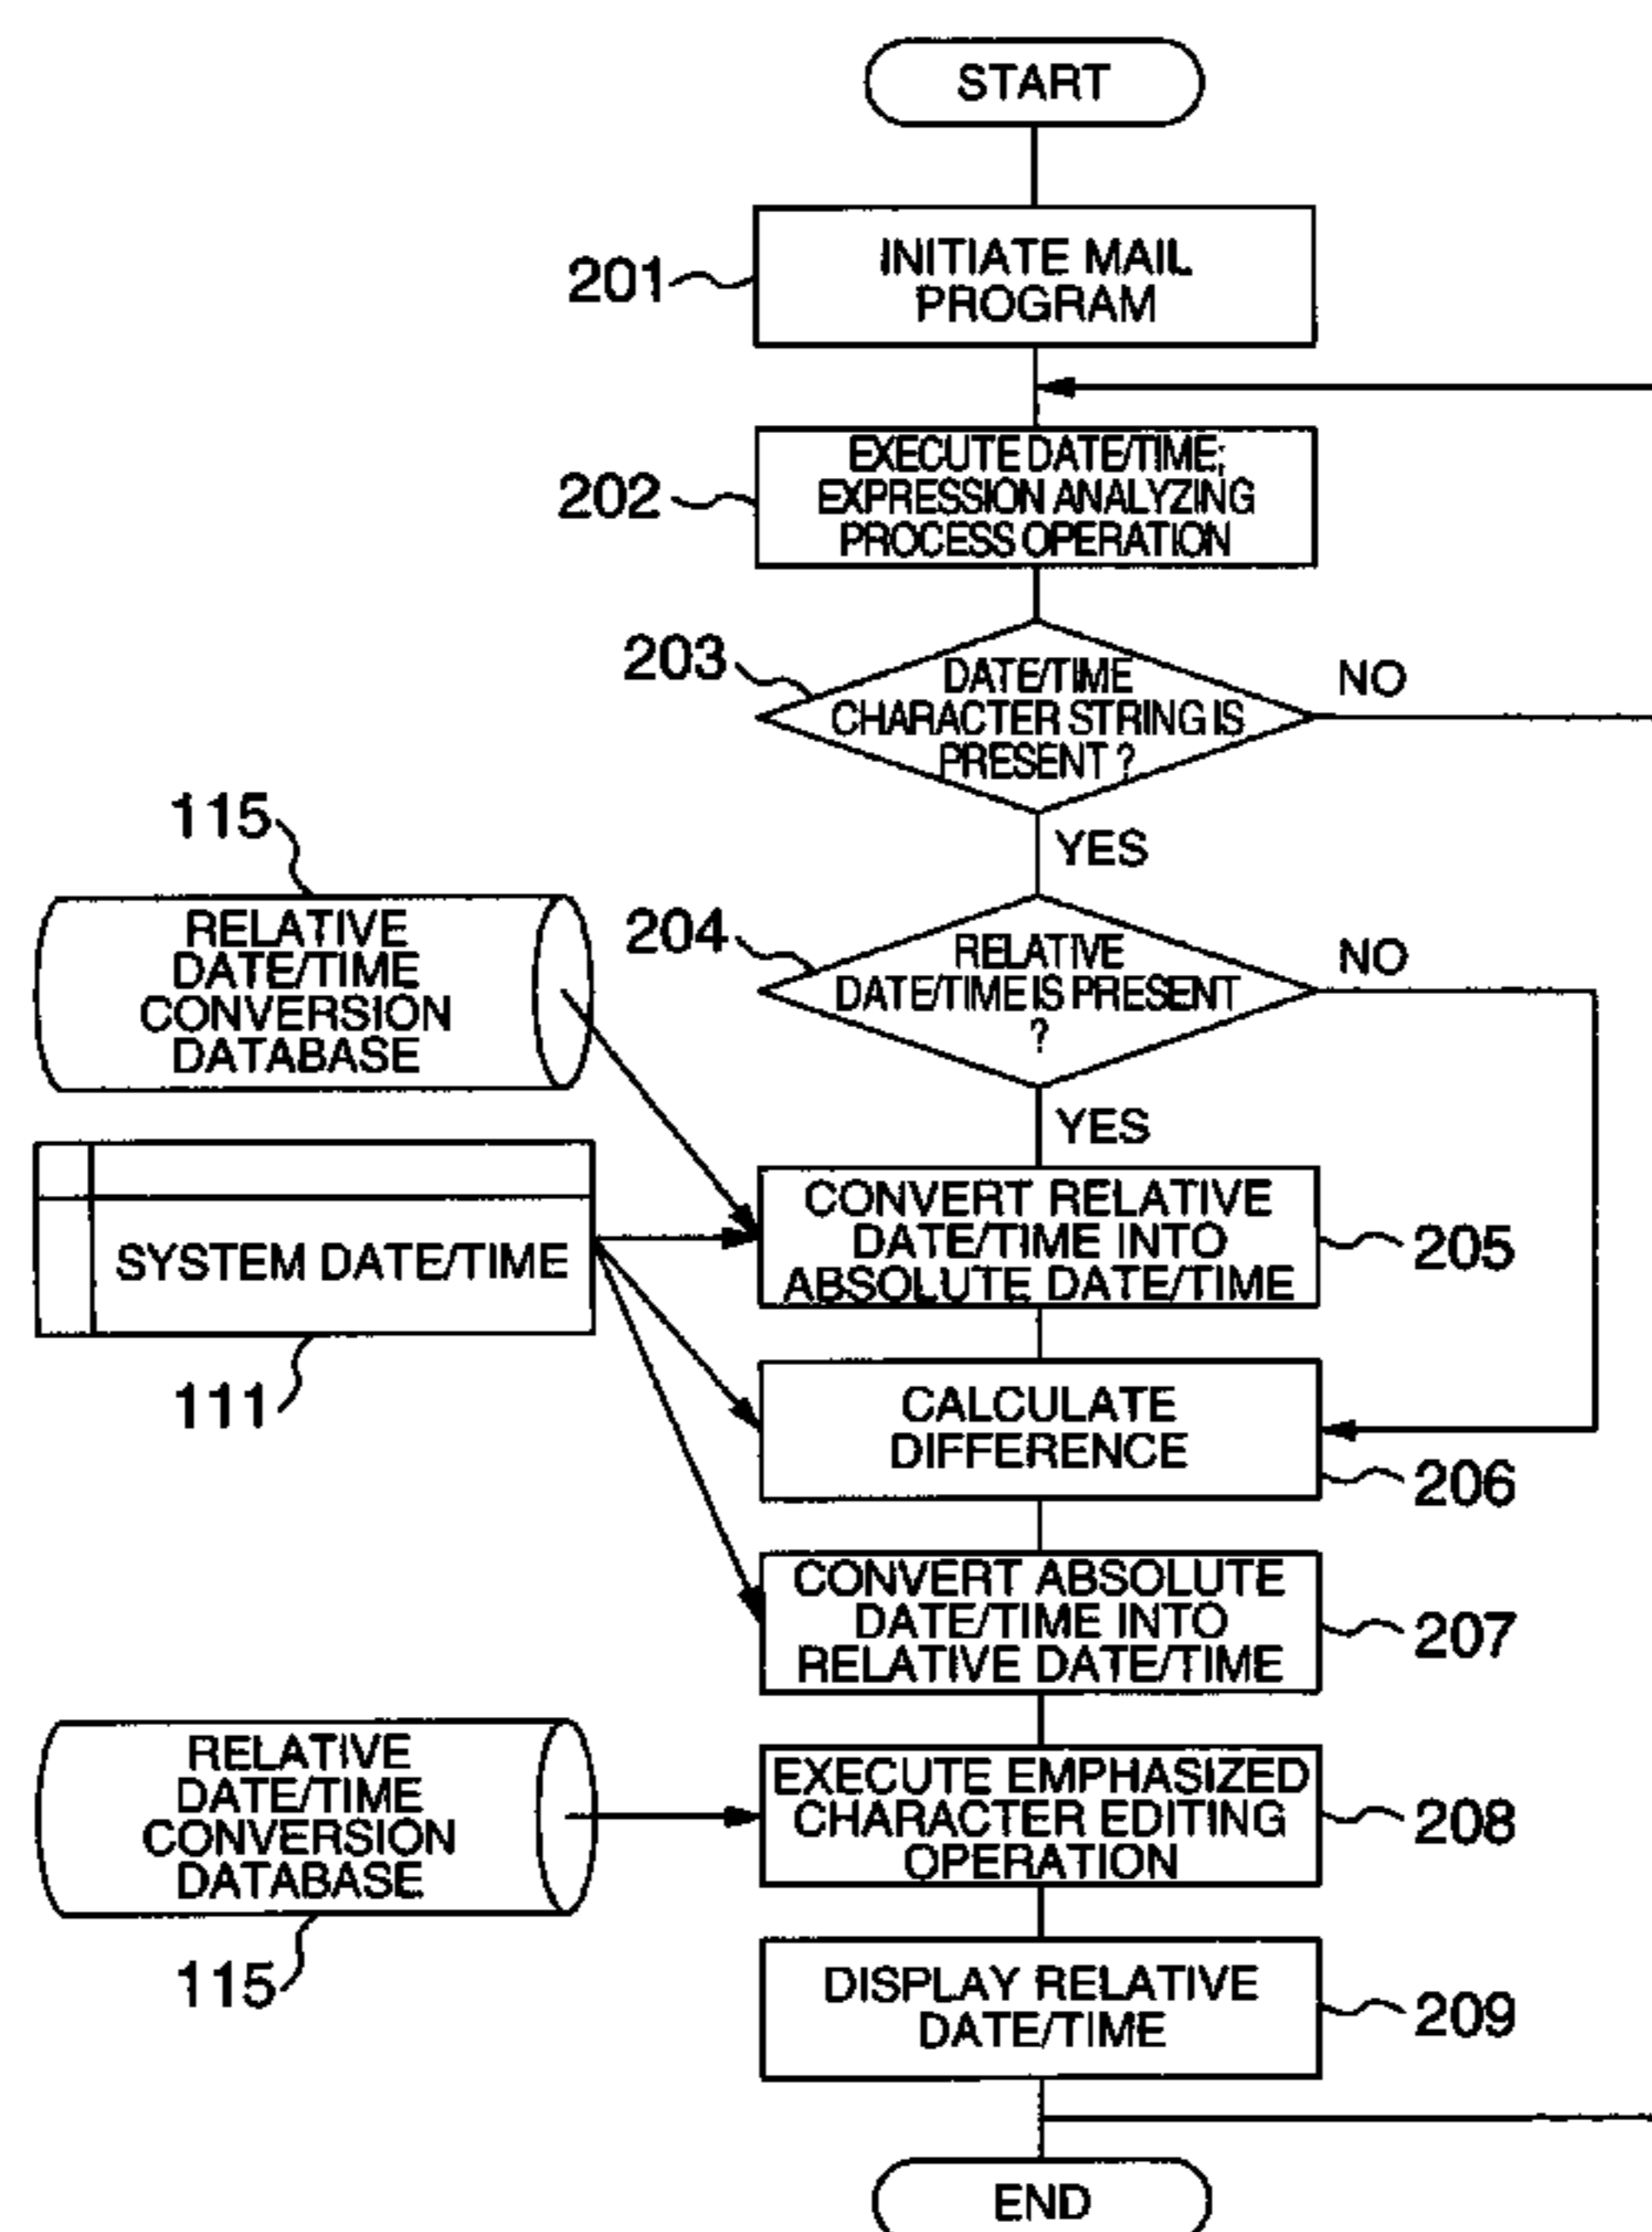 START
201
INITIATE MAIL
PROGRAM
202
EXECUTE DATE/TIME;
EXPRESSION ANALYZING
PROCESS OPERATION
203
DATE/TIME
CHARACTER STRING IS
PRESENT ?
NO
YES
115
RELATIVE
DATE/TIME
CONVERSION
DATABASE
204
RELATIVE
DATE/TIME IS PRESENT
?
NO
YES
SYSTEM DATE/TIME
111
CONVERT RELATIVE
DATE/TIME INTO
ABSOLUTE DATE/TIME
205
CALCULATE
DIFFERENCE
206
CONVERT ABSOLUTE
DATE/TIME INTO
RELATIVE DATE/TIME
207
RELATIVE
DATE/TIME
CONVERSION
DATABASE
115
EXECUTE EMPHASIZED
CHARACTER EDITING
OPERATION
208
DISPLAY RELATIVE
DATE/TIME
209
END